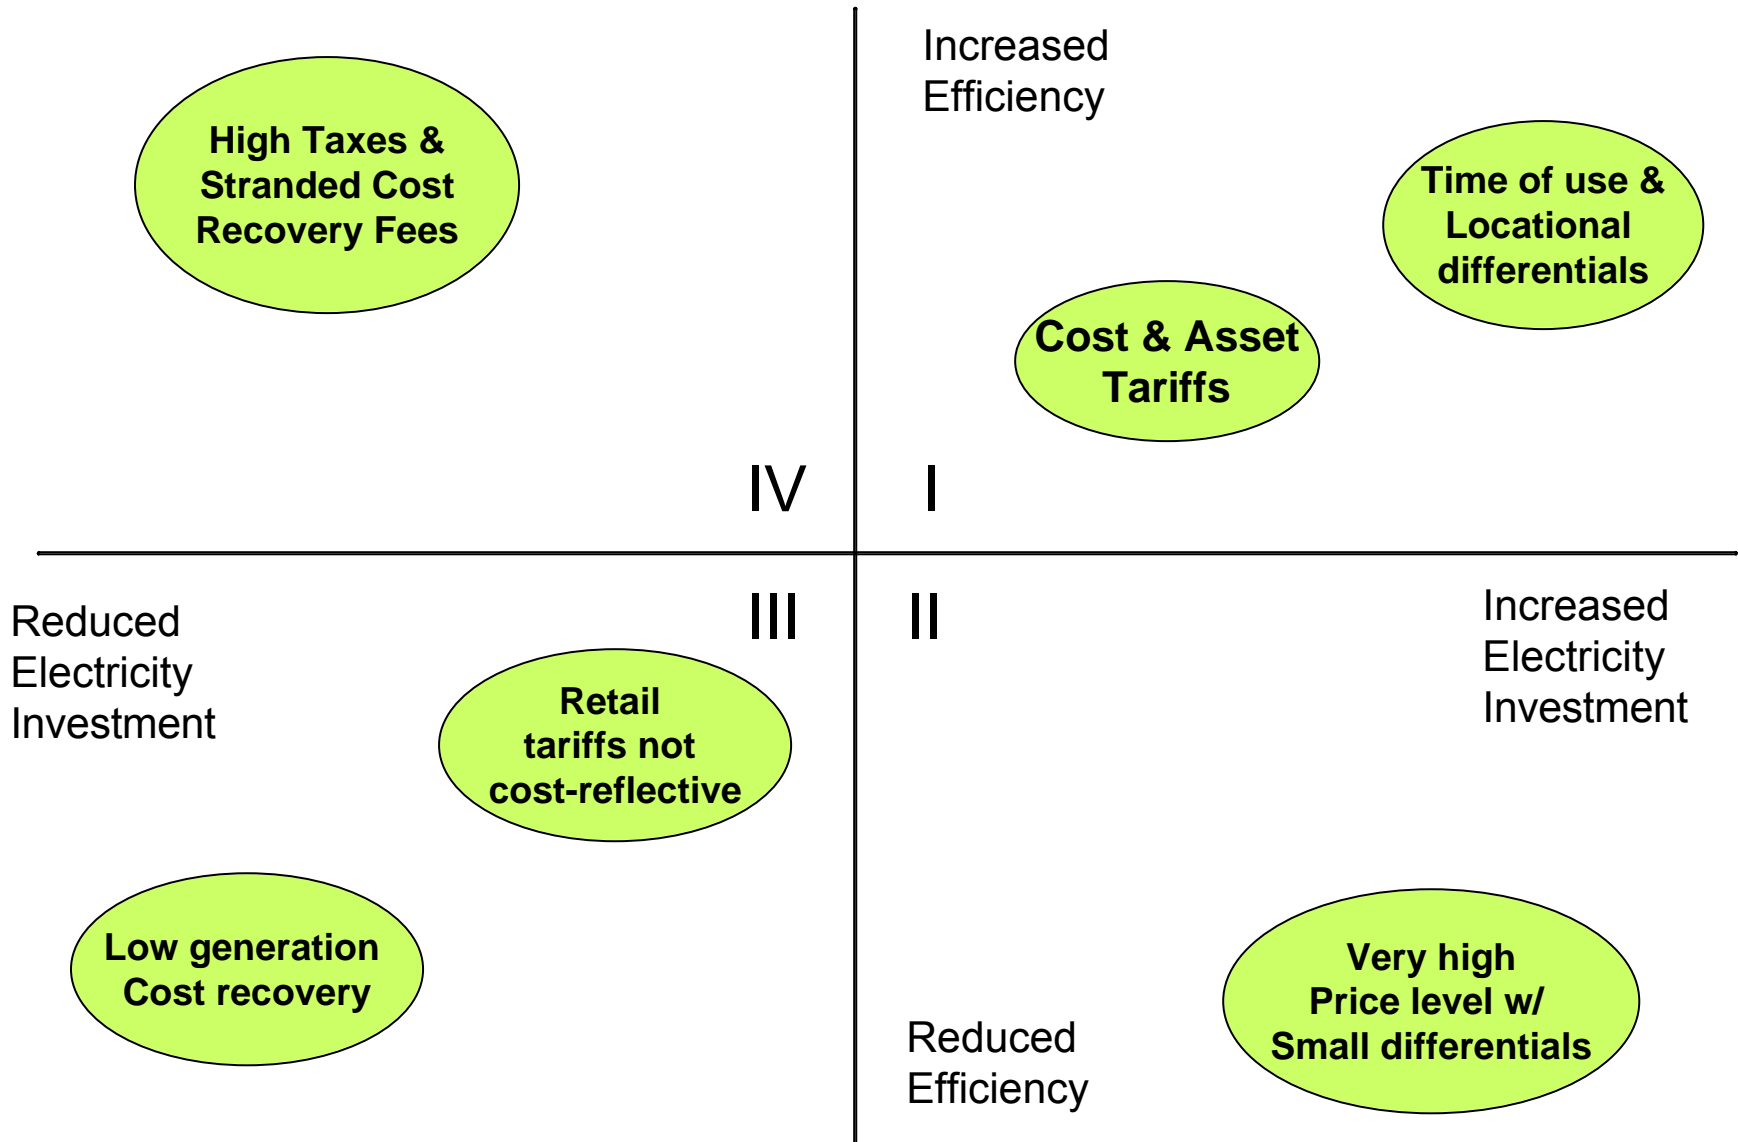 Increased
Efficiency
High Taxes &
Stranded Cost
Recovery Fees
Time of use &
Locational
differentials
Cost & Asset
Tariffs
IV
I
Reduced
Electricity
Investment
III
II
Increased
Electricity
Investment
Retail
tariffs not
cost-reflective
Low generation
Cost recovery
Very high
Price level w/
Small differentials
Reduced
Efficiency